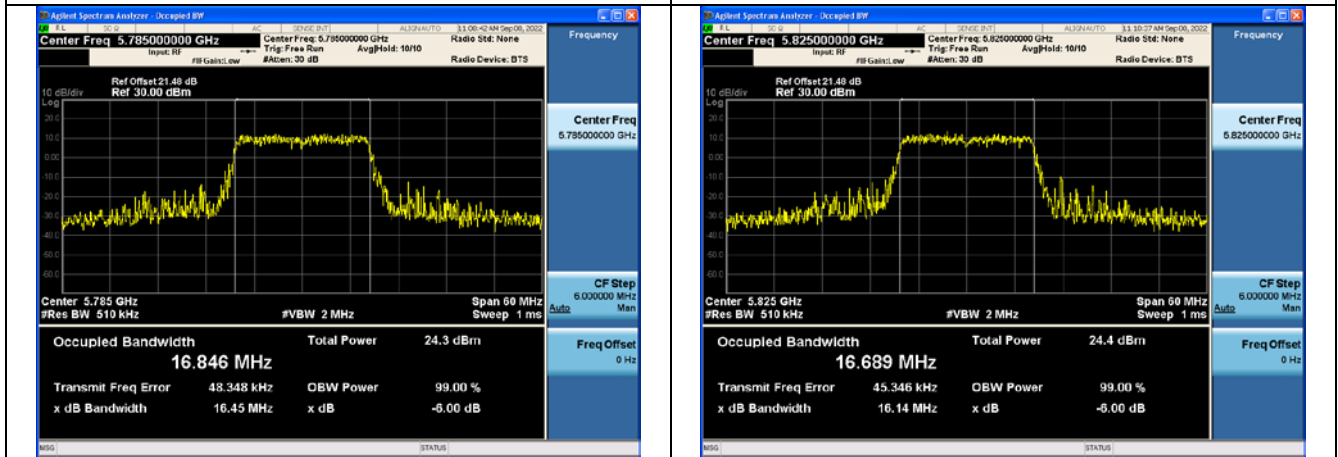 Agilent Spectrum Analyzer - Occupied BW
RL 50 Ω AC SENSE:INT ALIGNAUTO 11:08:42 AM Sep 08, 2022
Center Freq 5.785000000 GHz
Input: RF
#IFGain:Low
Center Freq: 5.785000000 GHz
Trig: Free Run Avg|Hold: 10/10
#Atten: 30 dB
Radio Std: None
Radio Device: BTS
Ref Offset 21.48 dB
10 dB/div Ref 30.00 dBm
Log
20.0
10.0
0.00
-10.0
-20.0
-30.0
-40.0
-50.0
-60.0
Center 5.785 GHz Span 60 MHz
#Res BW 510 kHz #VBW 2 MHz Sweep 1 ms
Occupied Bandwidth Total Power 24.3 dBm
16.846 MHz
Transmit Freq Error 48.348 kHz OBW Power 99.00 %
x dB Bandwidth 16.45 MHz x dB -6.00 dB
MSG STATUS
Frequency
Center Freq
5.785000000 GHz
CF Step
6.000000 MHz
Auto Man
Freq Offset
0 Hz
Agilent Spectrum Analyzer - Occupied BW
RL 50 Ω AC SENSE:INT ALIGNAUTO 11:10:37 AM Sep 08, 2022
Center Freq 5.825000000 GHz
Input: RF
#IFGain:Low
Center Freq: 5.825000000 GHz
Trig: Free Run Avg|Hold: 10/10
#Atten: 30 dB
Radio Std: None
Radio Device: BTS
Ref Offset 21.48 dB
10 dB/div Ref 30.00 dBm
Log
20.0
10.0
0.00
-10.0
-20.0
-30.0
-40.0
-50.0
-60.0
Center 5.825 GHz Span 60 MHz
#Res BW 510 kHz #VBW 2 MHz Sweep 1 ms
Occupied Bandwidth Total Power 24.4 dBm
16.689 MHz
Transmit Freq Error 45.346 kHz OBW Power 99.00 %
x dB Bandwidth 16.14 MHz x dB -6.00 dB
MSG STATUS
Frequency
Center Freq
5.825000000 GHz
CF Step
6.000000 MHz
Auto Man
Freq Offset
0 Hz